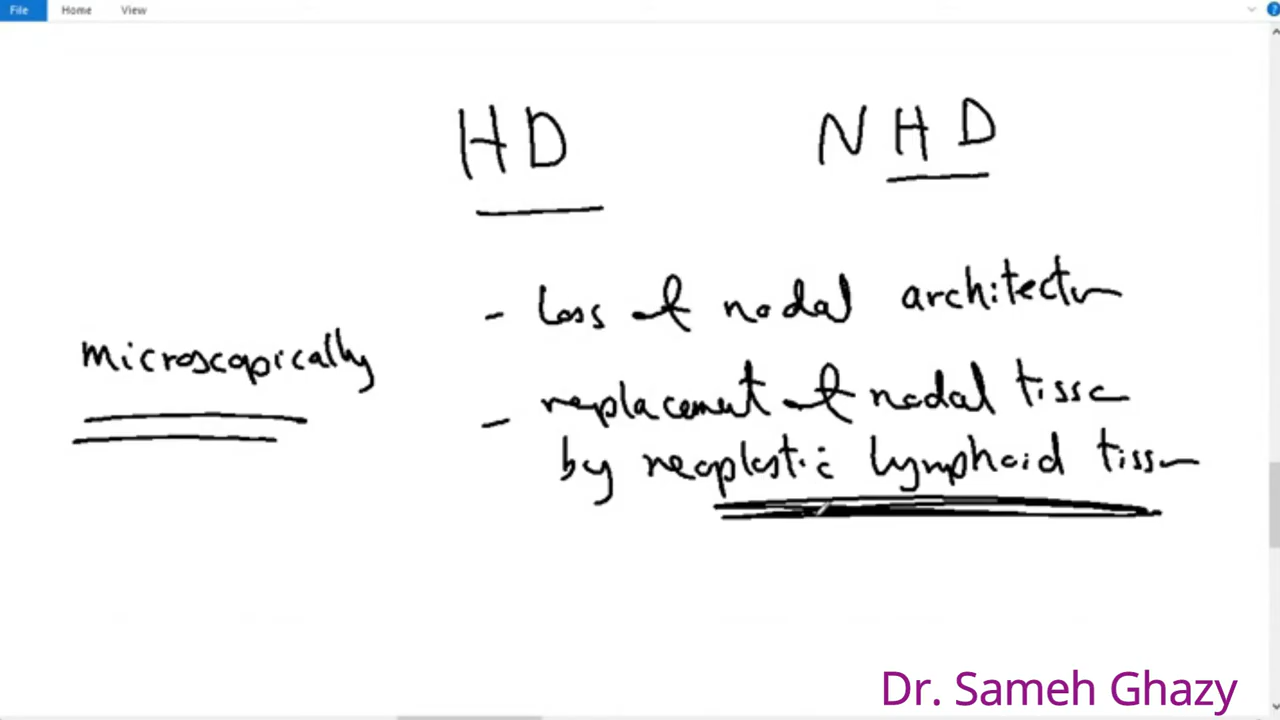 File Home View
HD NHD
- loss of nodal architectur
microscopically
- replacement of nodal tissue
by neoplastic lymphoid tissue
Dr. Sameh Ghazy